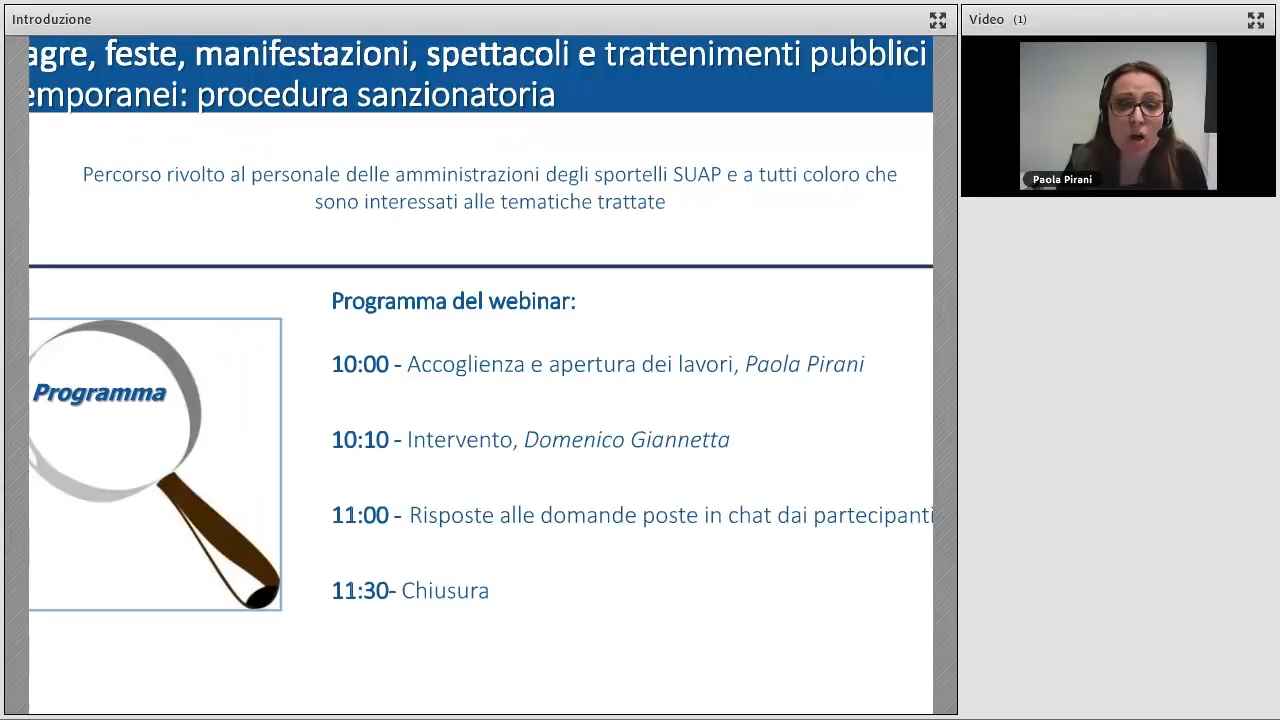 Introduzione
Video (1)
agre, feste, manifestazioni, spettacoli e trattenimenti pubblici
emporanei: procedura sanzionatoria
Percorso rivolto al personale delle amministrazioni degli sportelli SUAP e a tutti coloro che
sono interessati alle tematiche trattate
Programma
Programma del webinar:
10:00 - Accoglienza e apertura dei lavori, Paola Pirani
10:10 - Intervento, Domenico Giannetta
11:00 - Risposte alle domande poste in chat dai partecipanti
11:30- Chiusura
Paola Pirani